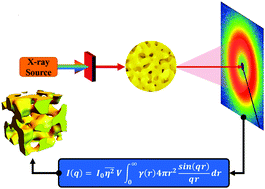 X-ray
Source
I(q) = I₀η̅²V ∫₀^∞ γ(r)4πr² sin(qr)/qr dr